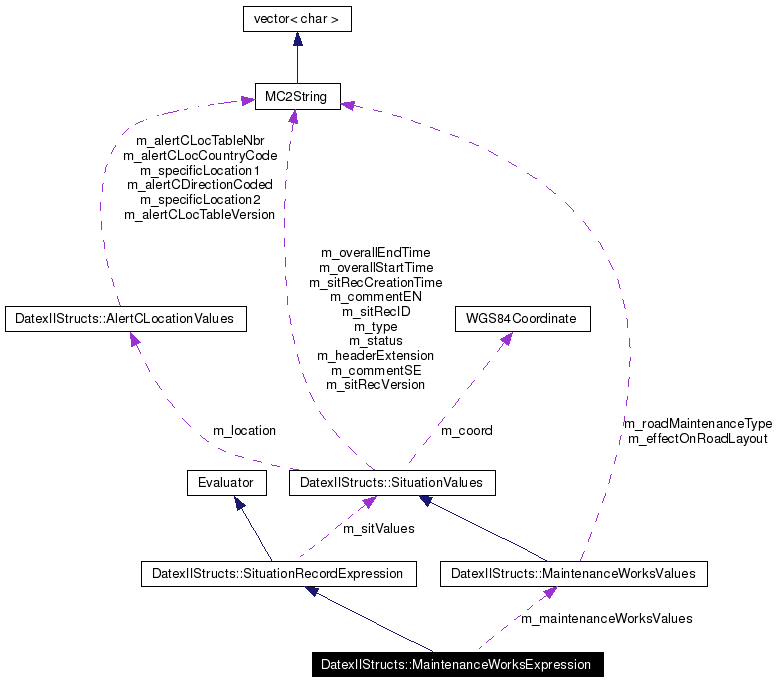 vector< char >
MC2String
m_alertCLocTableNbr
m_alertCLocCountryCode
m_specificLocation1
m_alertCDirectionCoded
m_specificLocation2
m_alertCLocTableVersion
m_overallEndTime
m_overallStartTime
m_sitRecCreationTime
m_commentEN
m_sitRecID
m_type
m_status
m_headerExtension
m_commentSE
m_sitRecVersion
DatexIIStructs::AlertCLocationValues
WGS84Coordinate
m_roadMaintenanceType
m_effectOnRoadLayout
m_location
m_coord
Evaluator
DatexIIStructs::SituationValues
m_sitValues
DatexIIStructs::SituationRecordExpression
DatexIIStructs::MaintenanceWorksValues
m_maintenanceWorksValues
DatexIIStructs::MaintenanceWorksExpression